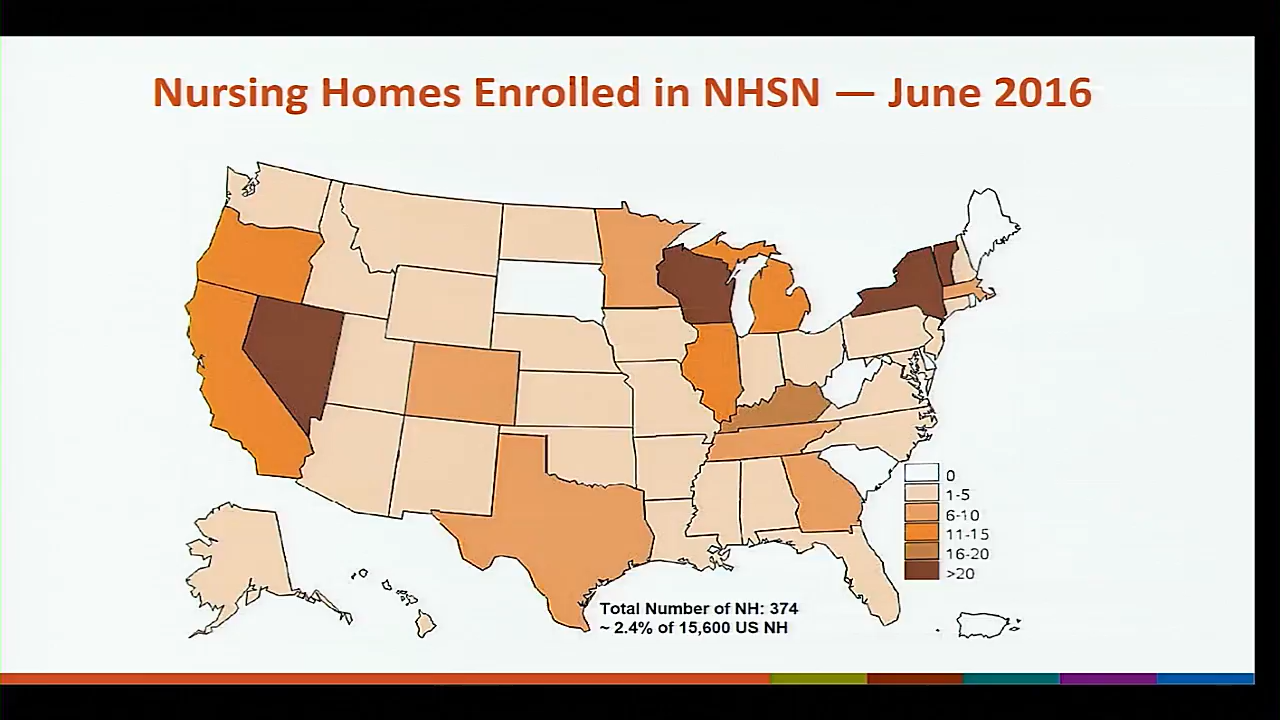 Nursing Homes Enrolled in NHSN — June 2016
0
1-5
6-10
11-15
16-20
>20
Total Number of NH: 374
~ 2.4% of 15,600 US NH